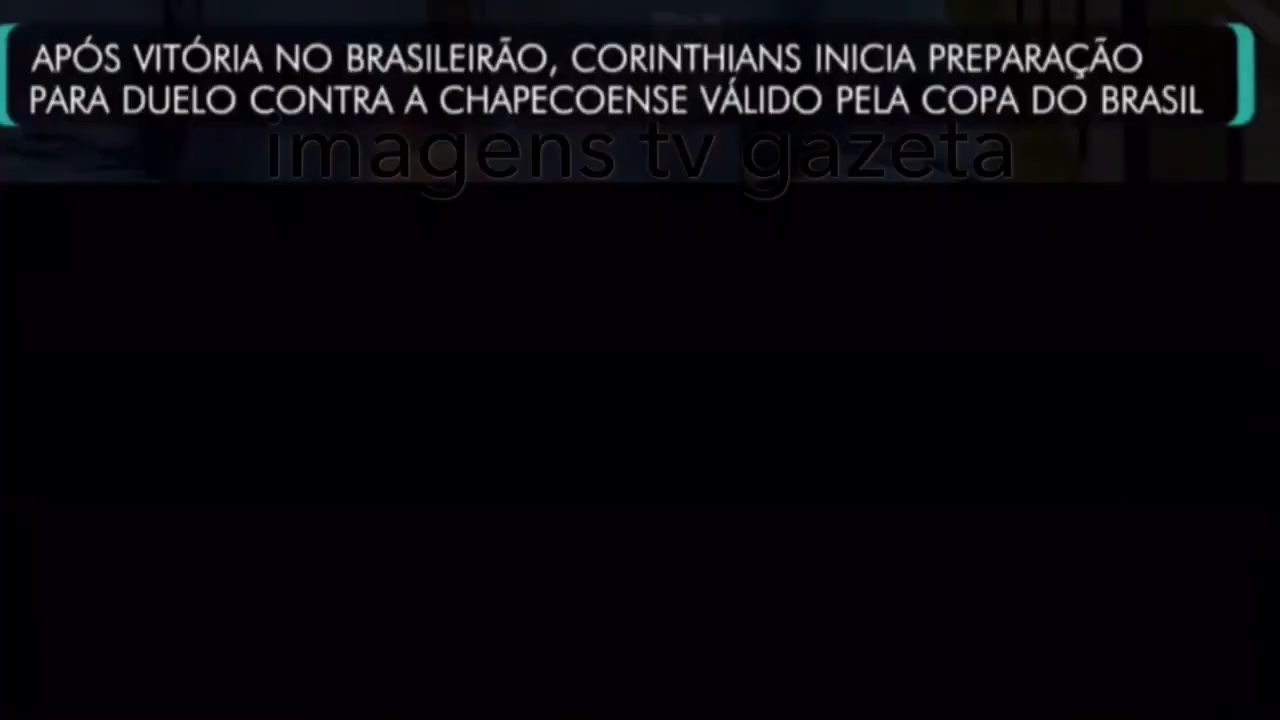 APÓS VITÓRIA NO BRASILEIRÃO, CORINTHIANS INICIA PREPARAÇÃO
PARA DUELO CONTRA A CHAPECOENSE VÁLIDO PELA COPA DO BRASIL
imagens tv gazeta